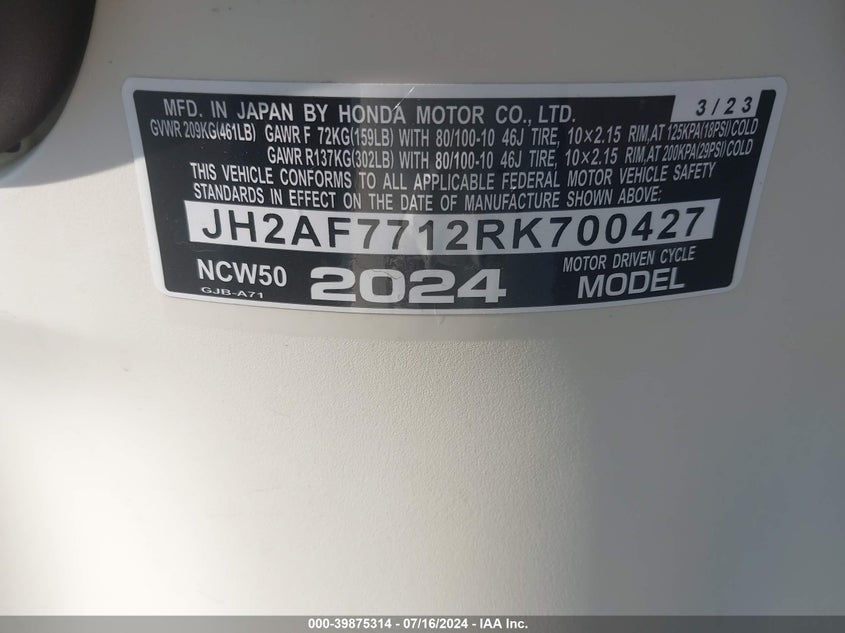 MFD. IN JAPAN BY HONDA MOTOR CO., LTD. 3/23
GVWR 209KG(461LB) GAWR F 72KG(159LB) WITH 80/100-10 46J TIRE, 10×2.15 RIM,AT 125KPA(18PSI)/COLD
GAWR R137KG(302LB) WITH 80/100-10 46J TIRE, 10×2.15 RIM,AT 200KPA(29PSI)/COLD
THIS VEHICLE CONFORMS TO ALL APPLICABLE FEDERAL MOTOR VEHICLE SAFETY
STANDARDS IN EFFECT ON THE DATE OF MANUFACTURE SHOWN ABOVE:
JH2AF7712RK700427
NCW50 2024 MOTOR DRIVEN CYCLE
GJB-A71 MODEL
000-39875314 - 07/16/2024 - IAA Inc.